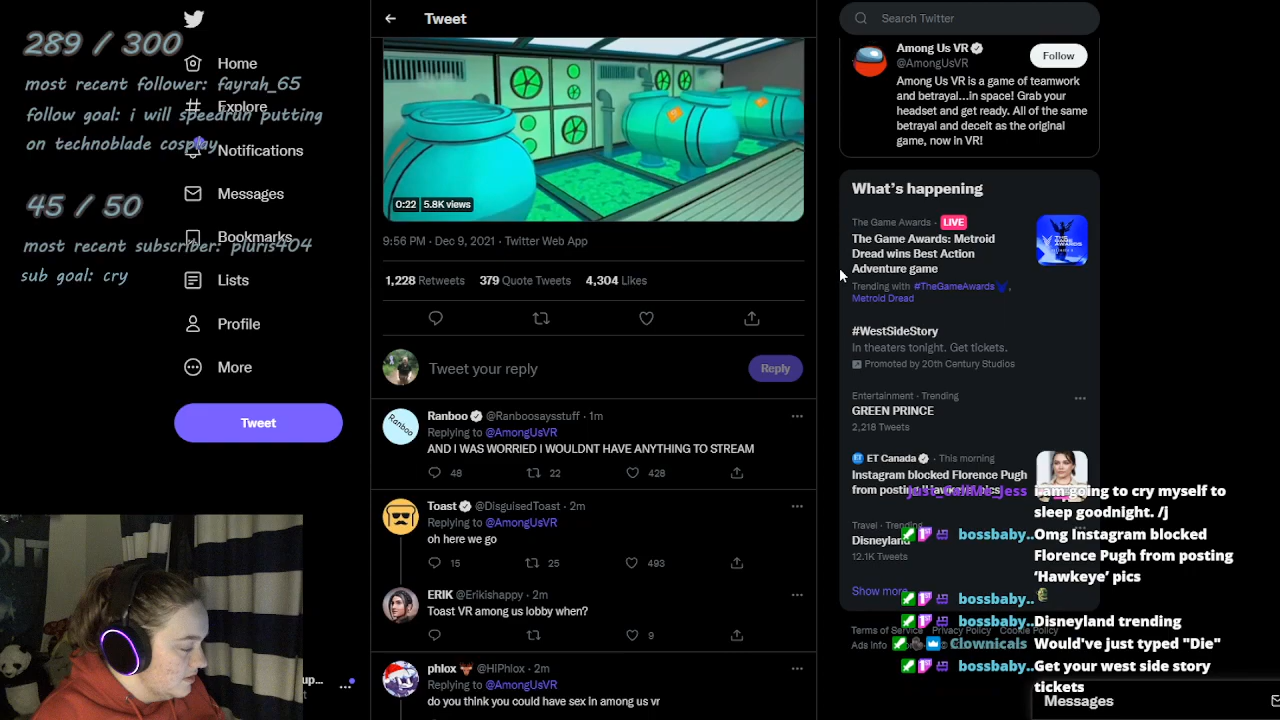 289 / 300
most recent follower: fayrah_65
follow goal: i will speedrun putting
on technoblade cosplay
45 / 50
most recent subscriber: pluris404
sub goal: cry
Home
Explore
Notifications
Messages
Bookmarks
Lists
Profile
More
Tweet
Tweet
0:22 5.8K views
9:56 PM · Dec 9, 2021 · Twitter Web App
1,228 Retweets 379 Quote Tweets 4,304 Likes
Tweet your reply
Reply
Ranboo
Ranboo @Ranboosaysstuff · 1m
Replying to @AmongUsVR
AND I WAS WORRIED I WOULDNT HAVE ANYTHING TO STREAM
48 22 428
Toast @DisguisedToast · 2m
Replying to @AmongUsVR
oh here we go
15 25 493
ERIK @Erikishappy · 2m
Toast VR among us lobby when?
9
phlox @HIPhlox · 2m
Replying to @AmongUsVR
do you think you could have sex in among us vr
Search Twitter
Among Us VR
@AmongUsVR
Follow
Among Us VR is a game of teamwork
and betrayal...in space! Grab your
headset and get ready. All of the same
betrayal and deceit as the original
game, now in VR!
What's happening
The Game Awards · LIVE
The Game Awards: Metroid
Dread wins Best Action
Adventure game
Trending with #TheGameAwards ,
Metroid Dread
THE
GAME
AWARDS
#WestSideStory
In theaters tonight. Get tickets.
Promoted by 20th Century Studios
Entertainment · Trending
GREEN PRINCE
2,218 Tweets
ET Canada · This morning
Instagram blocked Florence Pugh
from posting 'Hawkeye' pics
Travel · Trending
Disneyland
12.1K Tweets
Show more
Terms of Service Privacy Policy Cookie Policy
Ads info
Just_CallMe_Jess i am going to cry myself to
sleep goodnight. /j
bossbaby.. Omg Instagram blocked
Florence Pugh from posting
'Hawkeye' pics
bossbaby..
bossbaby.. Disneyland trending
Clownicals Would've just typed "Die"
bossbaby.. Get your west side story
tickets
Messages
up...